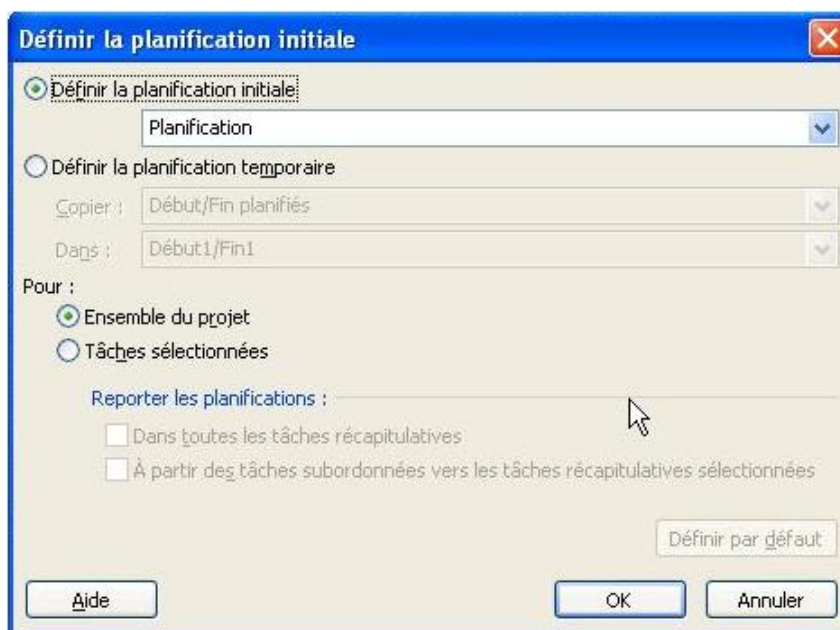 Définir la planification initiale
Définir la planification initiale
Planification
Définir la planification temporaire
Copier : Début/Fin planifiés
Dans : Début1/Fin1
Pour :
Ensemble du projet
Tâches sélectionnées
Reporter les planifications :
Dans toutes les tâches récapitulatives
À partir des tâches subordonnées vers les tâches récapitulatives sélectionnées
Définir par défaut
Aide OK Annuler